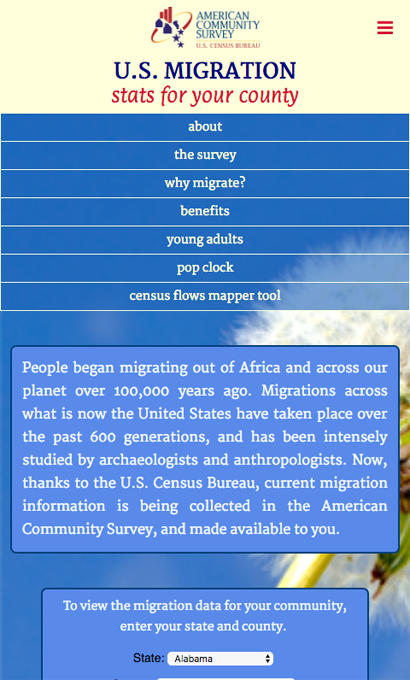 AMERICAN
COMMUNITY
SURVEY
U.S. CENSUS BUREAU
U.S. MIGRATION
stats for your county
about
the survey
why migrate?
benefits
young adults
pop clock
census flows mapper tool
People began migrating out of Africa and across our
planet over 100,000 years ago. Migrations across
what is now the United States have taken place over
the past 600 generations, and has been intensely
studied by archaeologists and anthropologists. Now,
thanks to the U.S. Census Bureau, current migration
information is being collected in the American
Community Survey, and made available to you.
To view the migration data for your community,
enter your state and county.
State: Alabama